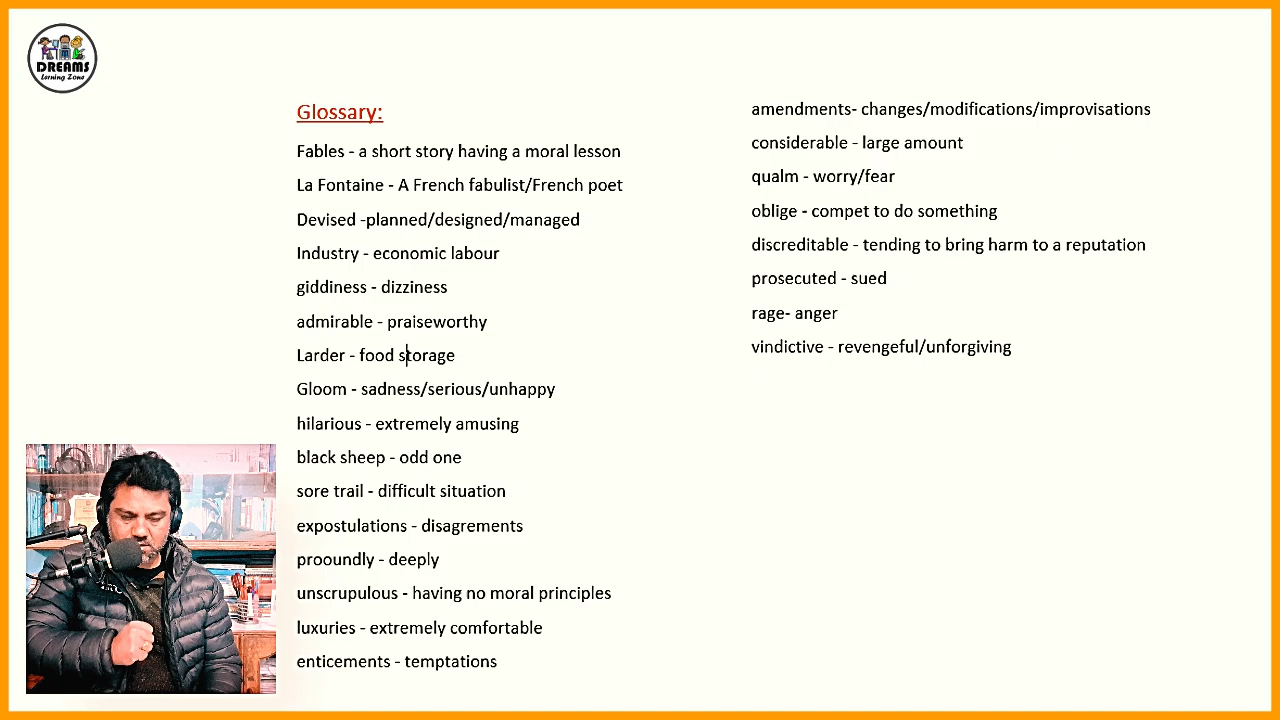 DREAMS
Lerning Zone
Glossary:
Fables - a short story having a moral lesson
La Fontaine - A French fabulist/French poet
Devised -planned/designed/managed
Industry - economic labour
giddiness - dizziness
admirable - praiseworthy
Larder - food storage
Gloom - sadness/serious/unhappy
hilarious - extremely amusing
black sheep - odd one
sore trail - difficult situation
expostulations - disagrements
prooundly - deeply
unscrupulous - having no moral principles
luxuries - extremely comfortable
enticements - temptations
amendments- changes/modifications/improvisations
considerable - large amount
qualm - worry/fear
oblige - compet to do something
discreditable - tending to bring harm to a reputation
prosecuted - sued
rage- anger
vindictive - revengeful/unforgiving